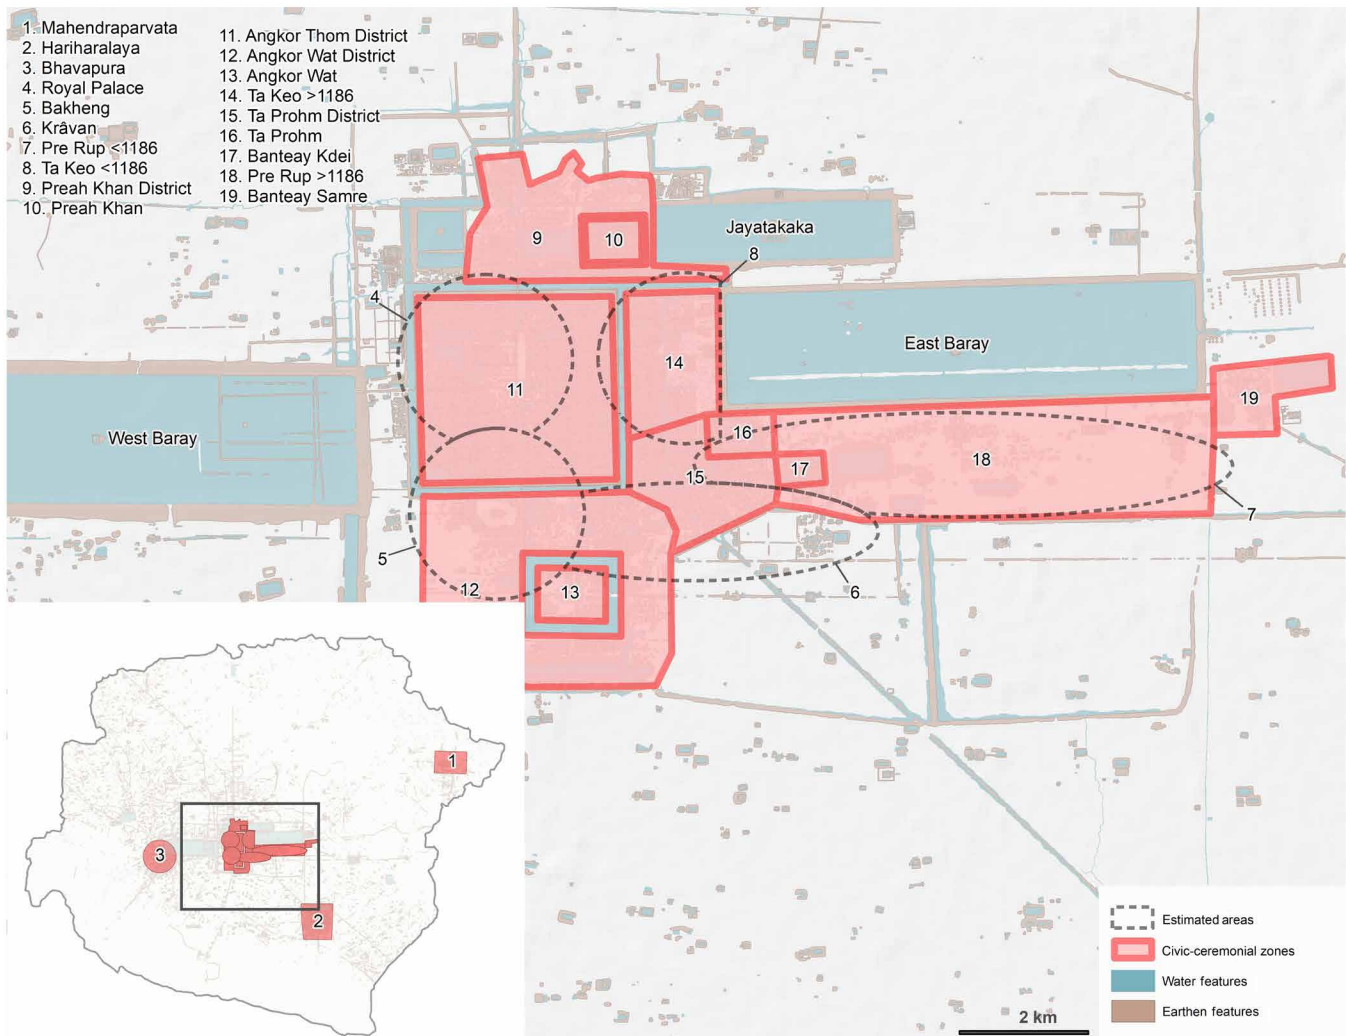 1. Mahendraparvata
2. Hariharalaya
3. Bhavapura
4. Royal Palace
5. Bakheng
6. Krâvan
7. Pre Rup <1186
8. Ta Keo <1186
9. Preah Khan District
10. Preah Khan
11. Angkor Thom District
12. Angkor Wat District
13. Angkor Wat
14. Ta Keo >1186
15. Ta Prohm District
16. Ta Prohm
17. Banteay Kdei
18. Pre Rup >1186
19. Banteay Samre
9
10
Jayatakaka
8
4
East Baray
14
11
19
West Baray
16
18
17
15
7
5
12
13
6
1
3
2
Estimated areas
Civic-ceremonial zones
Water features
Earthen features
2 km